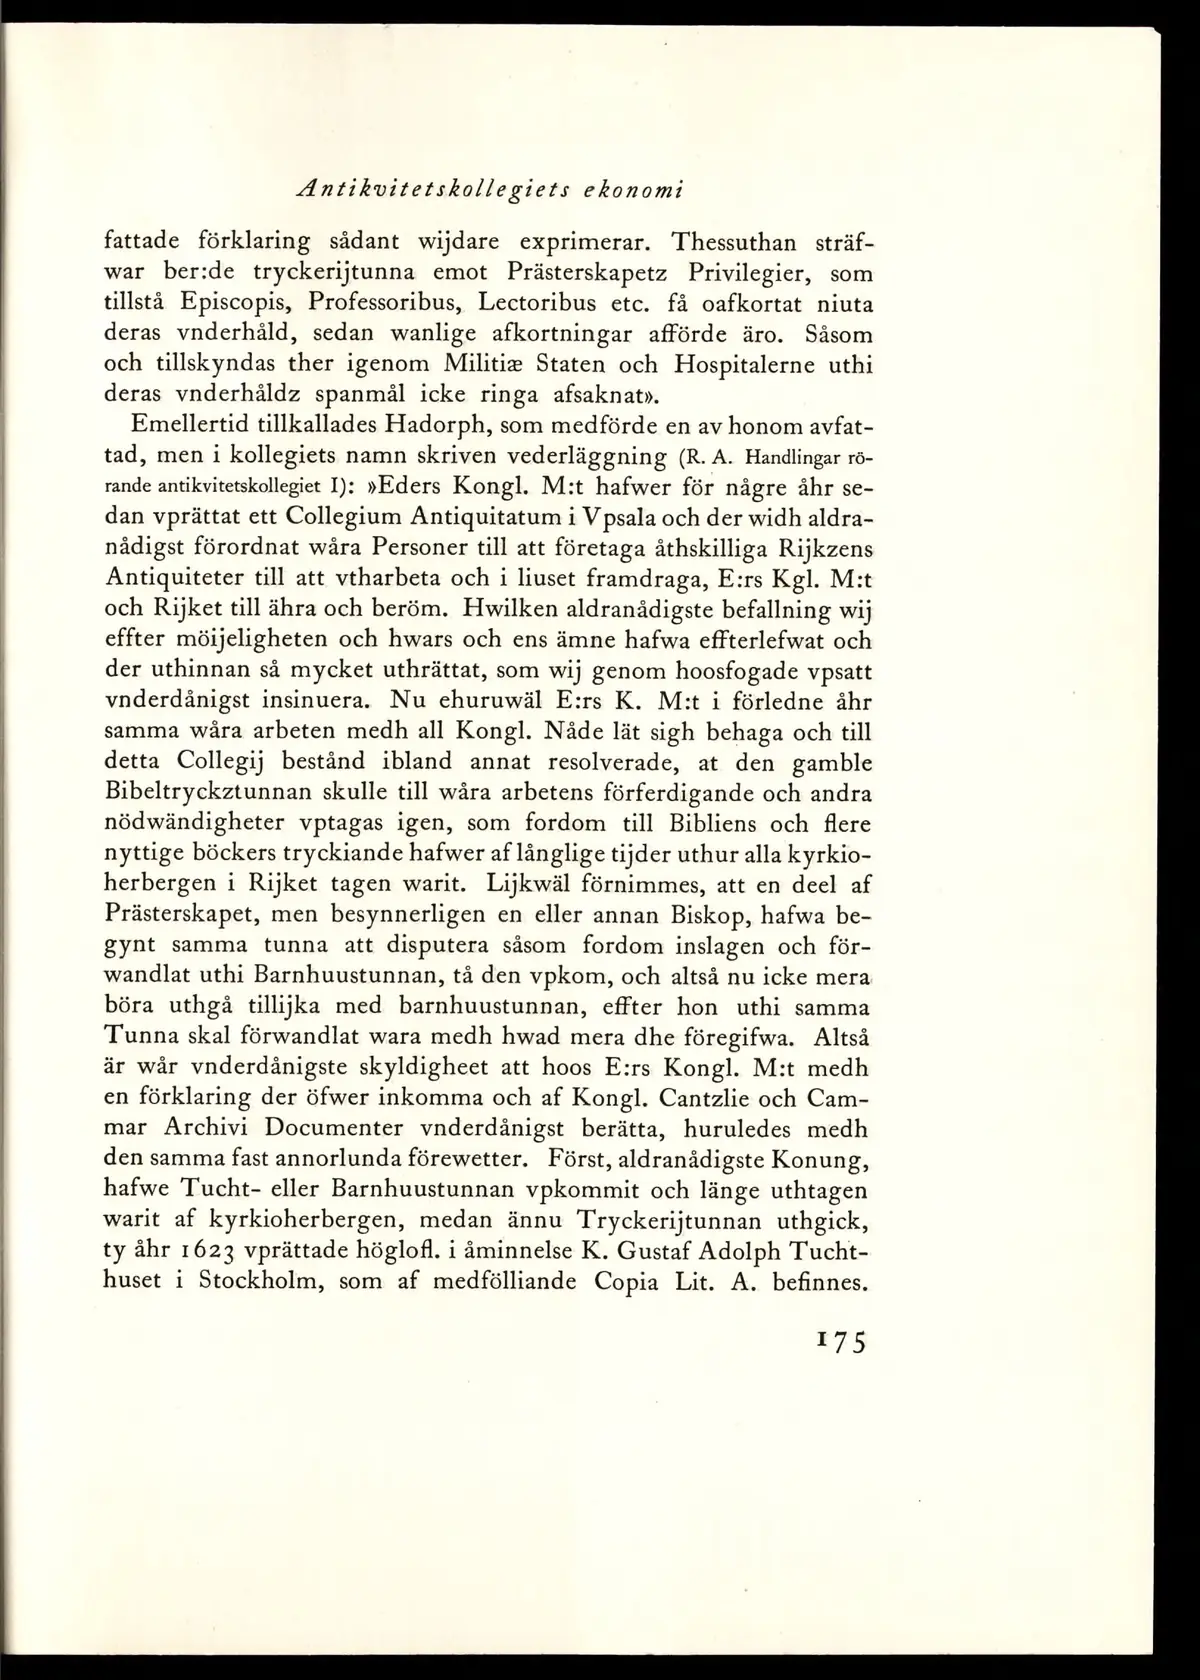 Antikvitetskollegiets ekonomi
fattade förklaring sådant wijdare exprimerar. Thessuthan sträf-
war ber:de tryckerijtunna emot Prästerskapetz Privilegier, som
tillstå Episcopis, Professoribus, Lectoribus etc. få oafkortat niuta
deras vnderhåld, sedan wanlige afkortningar afförde äro. Såsom
och tillskyndas ther igenom Militiæ Staten och Hospitalerne uthi
deras vnderhåldz spanmål icke ringa afsaknat».
Emellertid tillkallades Hadorph, som medförde en av honom avfat-
tad, men i kollegiets namn skriven vederläggning (R. A. Handlingar rö-
rande antikvitetskollegiet I): »Eders Kongl. M:t hafwer för någre åhr se-
dan vprättat ett Collegium Antiquitatum i Vpsala och der widh aldra-
nådigst förordnat wåra Personer till att företaga åthskilliga Rijkzens
Antiquiteter till att vtharbeta och i liuset framdraga, E:rs Kgl. M:t
och Rijket till ähra och beröm. Hwilken aldranådigste befallning wij
effter möijeligheten och hwars och ens ämne hafwa effterlefwat och
der uthinnan så mycket uthrättat, som wij genom hoosfogade vpsatt
vnderdånigst insinuera. Nu ehuruwäl E:rs K. M:t i förledne åhr
samma wåra arbeten medh all Kongl. Nåde lät sigh behaga och till
detta Collegij bestånd ibland annat resolverade, at den gamble
Bibeltryckztunnan skulle till wåra arbetens förferdigande och andra
nödwändigheter vptagas igen, som fordom till Bibliens och flere
nyttige böckers tryckiande hafwer af långlige tijder uthur alla kyrkio-
herbergen i Rijket tagen warit. Lijkwäl förnimmes, att en deel af
Prästerskapet, men besynnerligen en eller annan Biskop, hafwa be-
gynt samma tunna att disputera såsom fordom inslagen och för-
wandlat uthi Barnhuustunnan, tå den vpkom, och altså nu icke mera
böra uthgå tillijka med barnhuustunnan, effter hon uthi samma
Tunna skal förwandlat wara medh hwad mera dhe föregifwa. Altså
är wår vnderdånigste skyldigheet att hoos E:rs Kongl. M:t medh
en förklaring der öfwer inkomma och af Kongl. Cantzlie och Cam-
mar Archivi Documenter vnderdånigst berätta, huruledes medh
den samma fast annorlunda förewetter. Först, aldranådigste Konung,
hafwe Tucht- eller Barnhuustunnan vpkommit och länge uthtagen
warit af kyrkioherbergen, medan ännu Tryckerijtunnan uthgick,
ty åhr 1623 vprättade höglofl. i åminnelse K. Gustaf Adolph Tucht-
huset i Stockholm, som af medfölliande Copia Lit. A. befinnes.
175